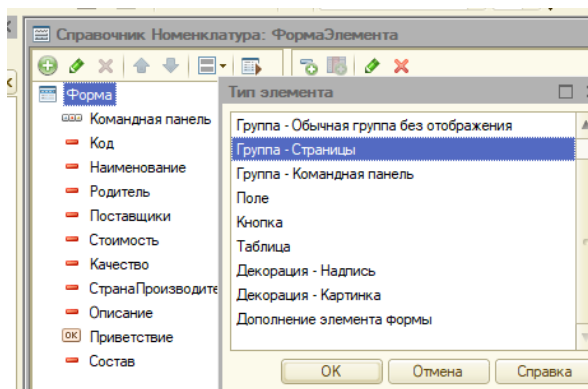 Справочник Номенклатура: ФормаЭлемента
Форма
Командная панель
Код
Наименование
Родитель
Поставщики
Стоимость
Качество
СтранаПроизводите
Описание
OK Приветствие
Состав
Тип элемента
Группа - Обычная группа без отображения
Группа - Страницы
Группа - Командная панель
Поле
Кнопка
Таблица
Декорация - Надпись
Декорация - Картинка
Дополнение элемента формы
OK Отмена Справка